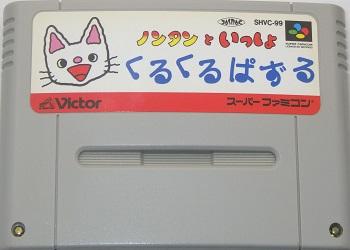 SHVC-99
ノンタンといっしょ
くるくるぱずる
Victor
スーパーファミコン